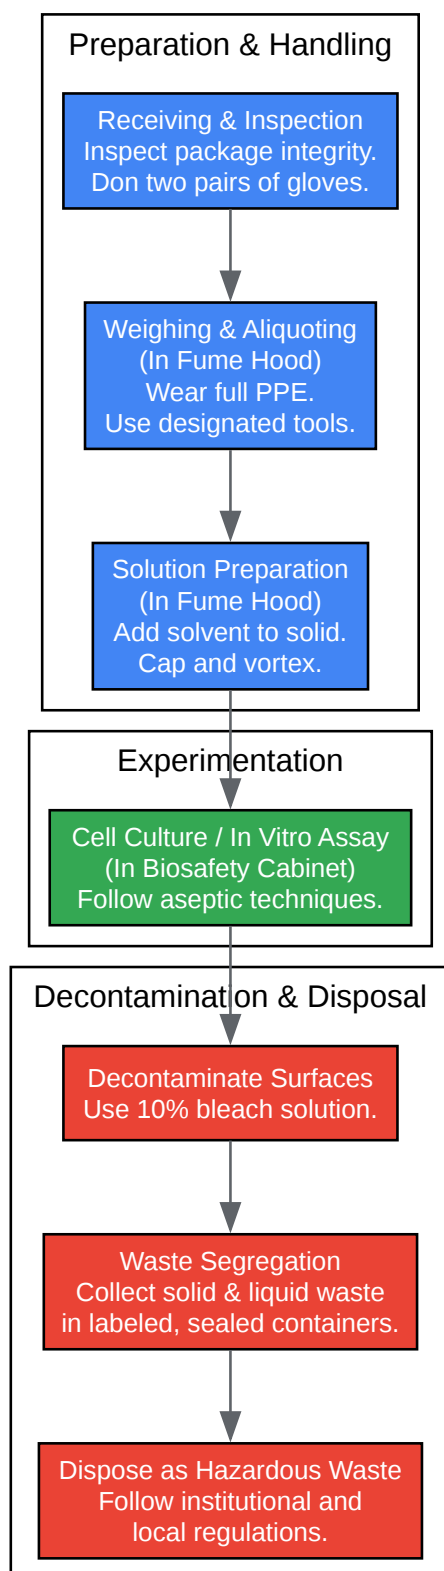 Preparation & Handling
Receiving & Inspection
Inspect package integrity.
Don two pairs of gloves.
Weighing & Aliquoting
(In Fume Hood)
Wear full PPE.
Use designated tools.
Solution Preparation
(In Fume Hood)
Add solvent to solid.
Cap and vortex.
Experimentation
Cell Culture / In Vitro Assay
(In Biosafety Cabinet)
Follow aseptic techniques.
Decontamination & Disposal
Decontaminate Surfaces
Use 10% bleach solution.
Waste Segregation
Collect solid & liquid waste
in labeled, sealed containers.
Dispose as Hazardous Waste
Follow institutional and
local regulations.